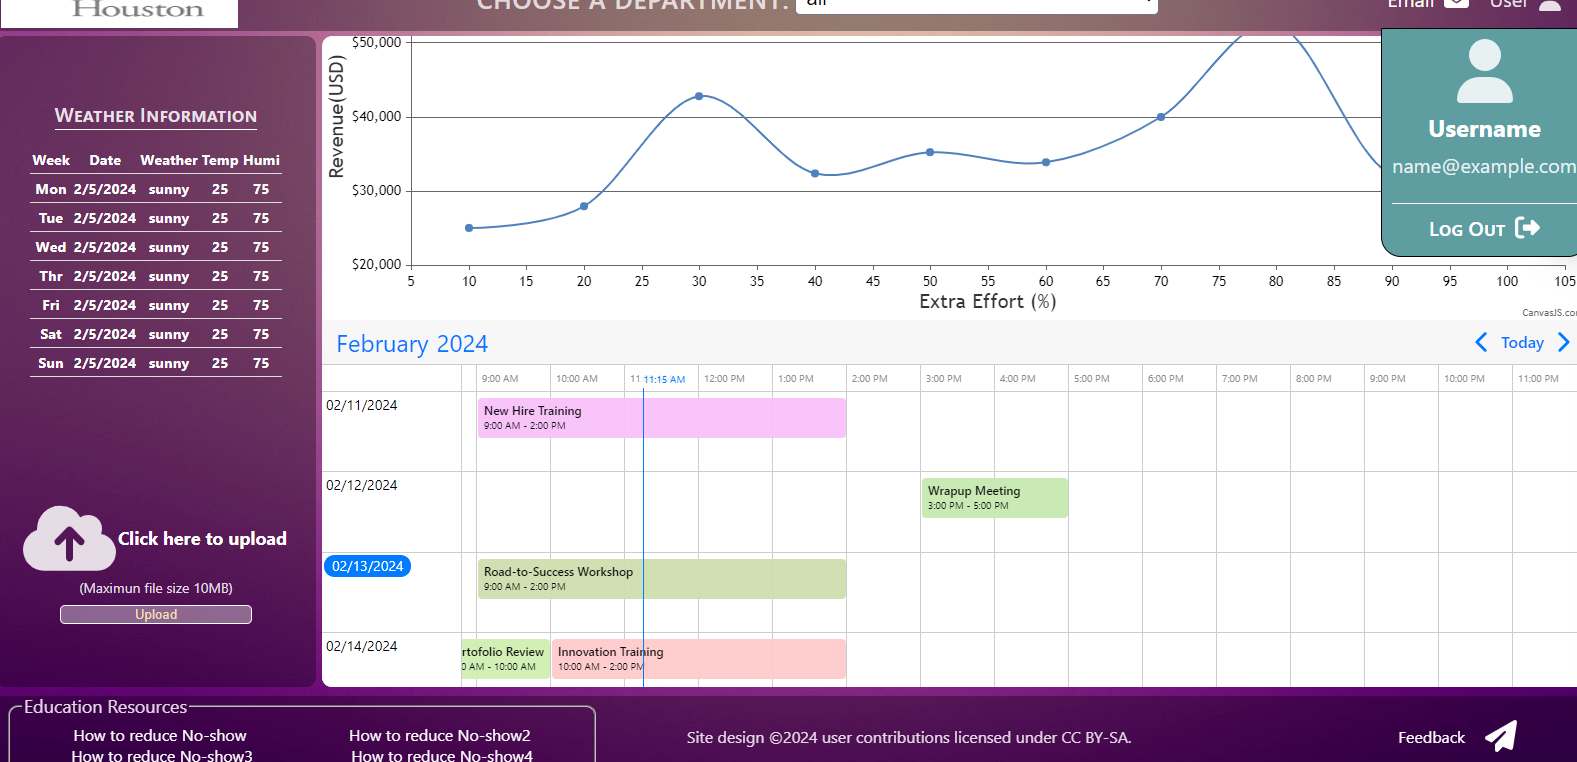 Houston
CHOOSE A DEPARTMENT:
all
Email
User
Weather Information
Week Date Weather Temp Humi
Mon 2/5/2024 sunny 25 75
Tue 2/5/2024 sunny 25 75
Wed 2/5/2024 sunny 25 75
Thr 2/5/2024 sunny 25 75
Fri 2/5/2024 sunny 25 75
Sat 2/5/2024 sunny 25 75
Sun 2/5/2024 sunny 25 75
Click here to upload
(Maximun file size 10MB)
Upload
Revenue(USD)
$50,000
$40,000
$30,000
$20,000
5 10 15 20 25 30 35 40 45 50 55 60 65 70 75 80 85 90 95 100 105
Extra Effort (%)
CanvasJS.co
Username
name@example.com
Log Out
February 2024
Today
9:00 AM 10:00 AM 11 11:15 AM 12:00 PM 1:00 PM 2:00 PM 3:00 PM 4:00 PM 5:00 PM 6:00 PM 7:00 PM 8:00 PM 9:00 PM 10:00 PM 11:00 PM
02/11/2024
New Hire Training
9:00 AM - 2:00 PM
02/12/2024
Wrapup Meeting
3:00 PM - 5:00 PM
02/13/2024
Road-to-Success Workshop
9:00 AM - 2:00 PM
02/14/2024
rtofolio Review
0 AM - 10:00 AM
Innovation Training
10:00 AM - 2:00 PM
Education Resources
How to reduce No-show
How to reduce No-show2
How to reduce No-show3
How to reduce No-show4
Site design ©2024 user contributions licensed under CC BY-SA.
Feedback